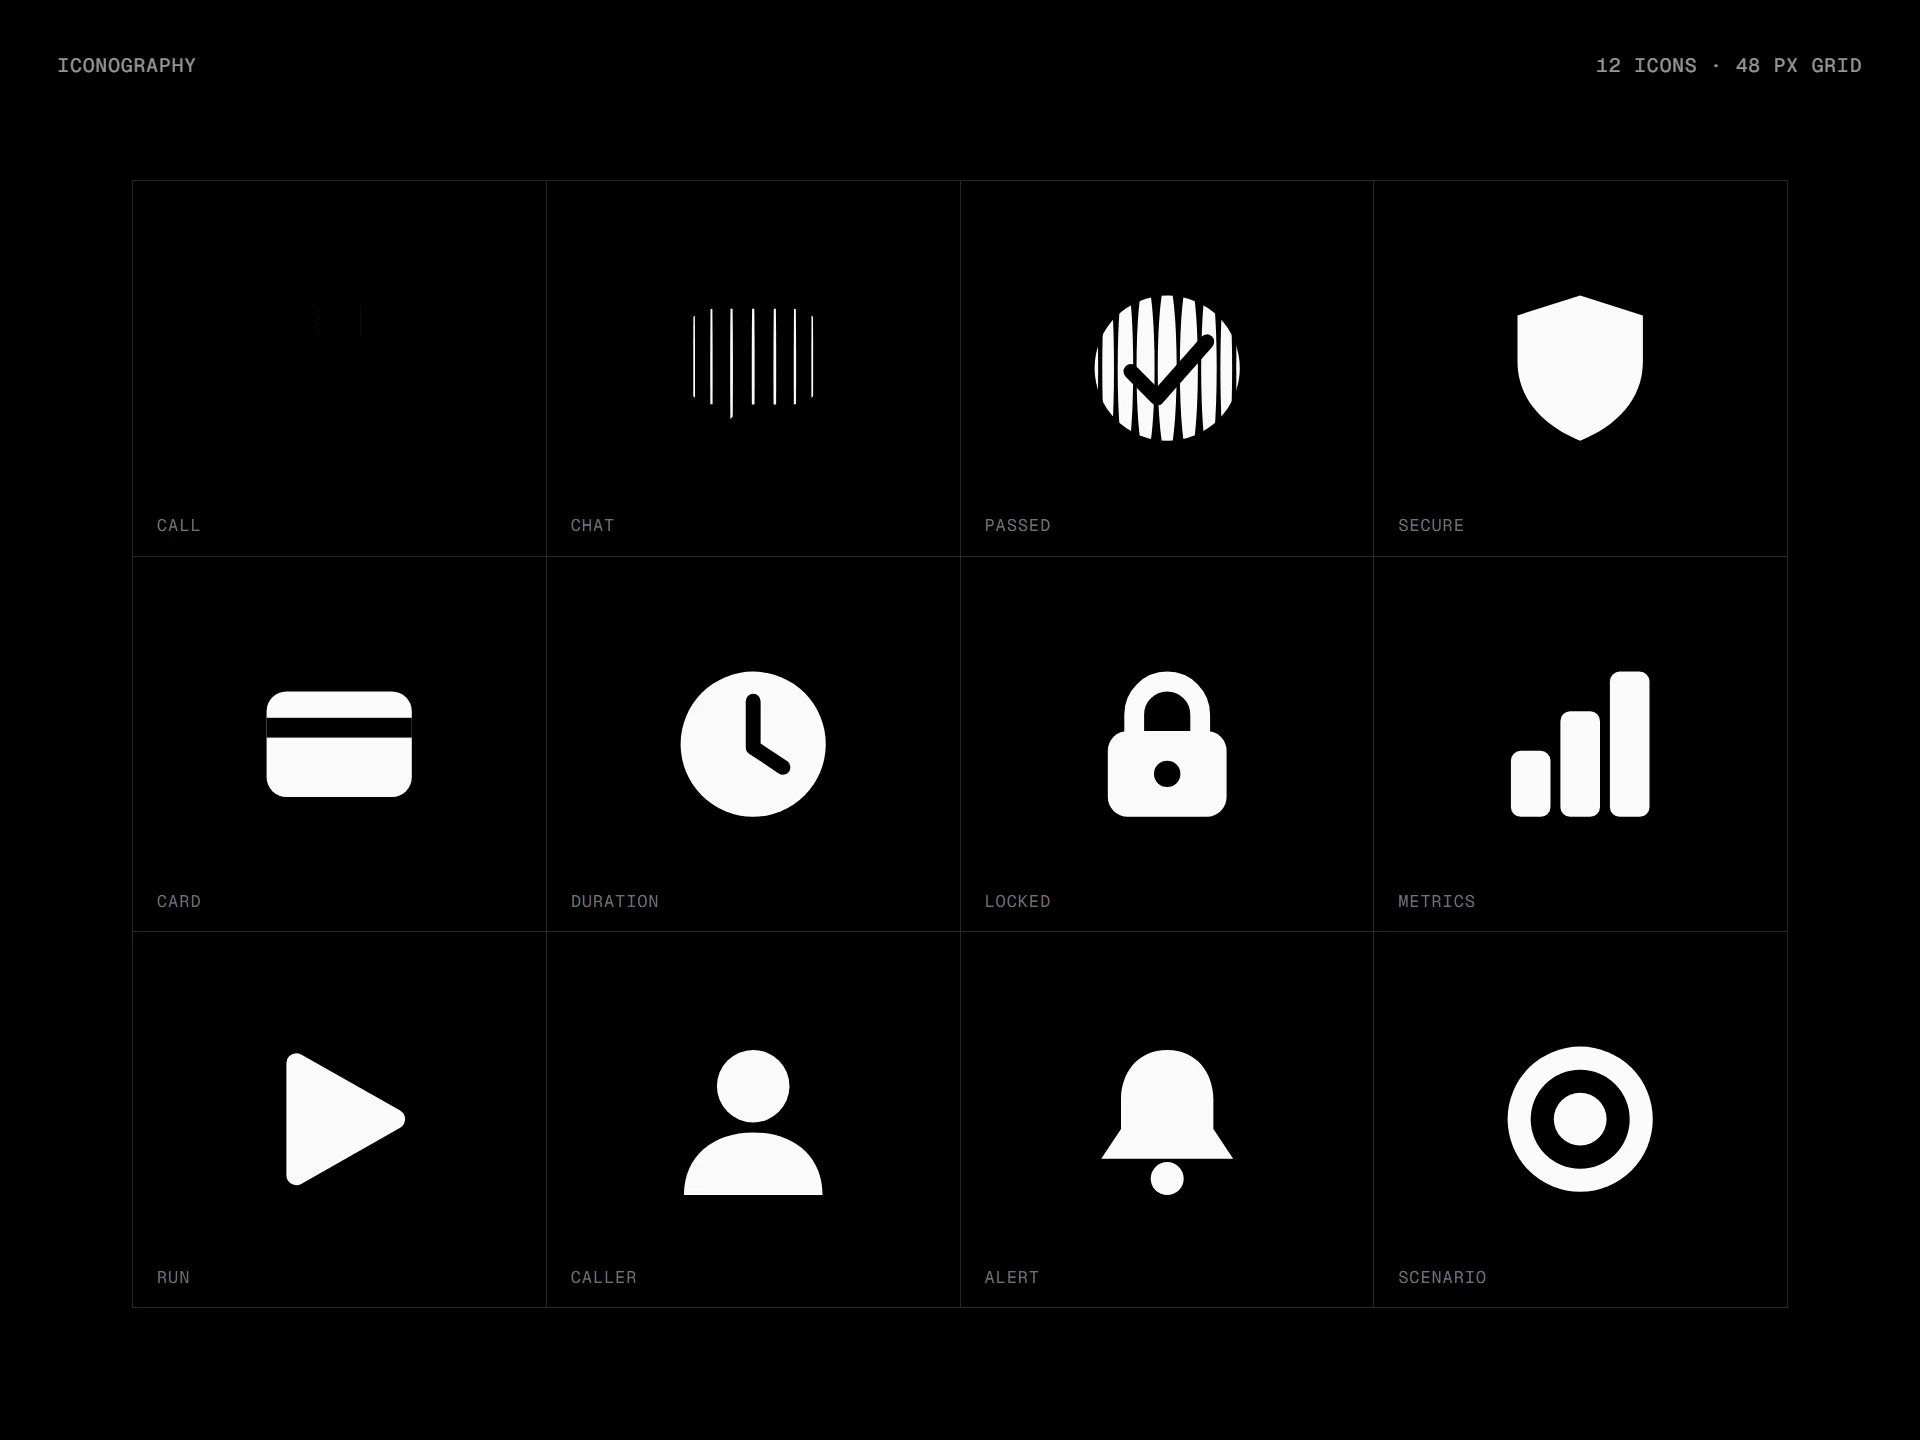 ICONOGRAPHY
12 ICONS · 48 PX GRID
CALL
CHAT
PASSED
SECURE
CARD
DURATION
LOCKED
METRICS
RUN
CALLER
ALERT
SCENARIO